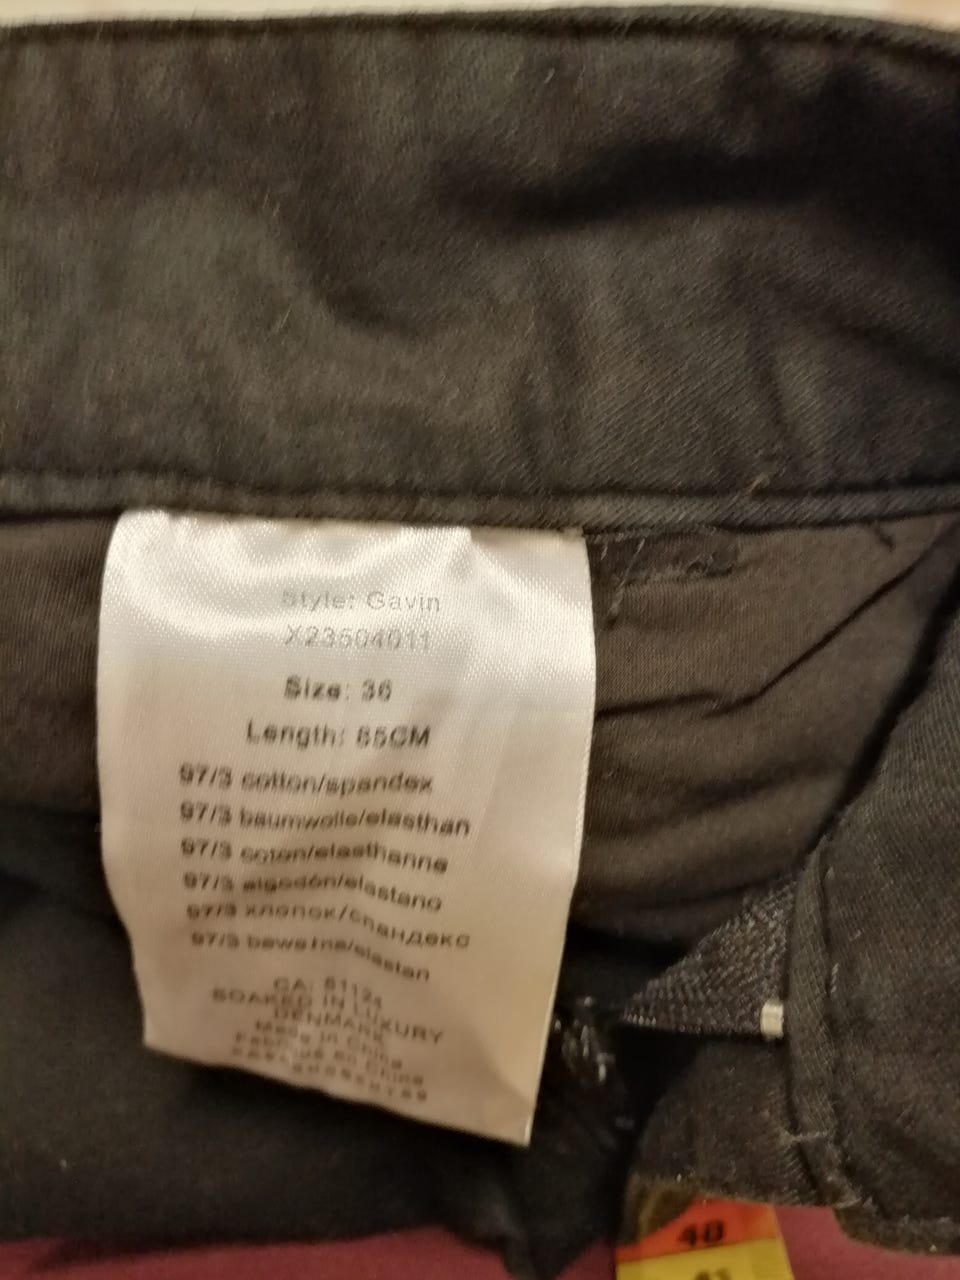 Style: Gavin
X23504011
Size: 36
Length: 85CM
97/3 cotton/spandex
97/3 baumwolle/elasthan
97/3 coton/elasthanne
97/3 algodón/elastano
97/3 хлопок/спандекс
97/3 bawełna/elastan
CA: 61124
SOAKED IN LUXURY
DENMARK
Made in China
Fabriqué en Chine
40
41